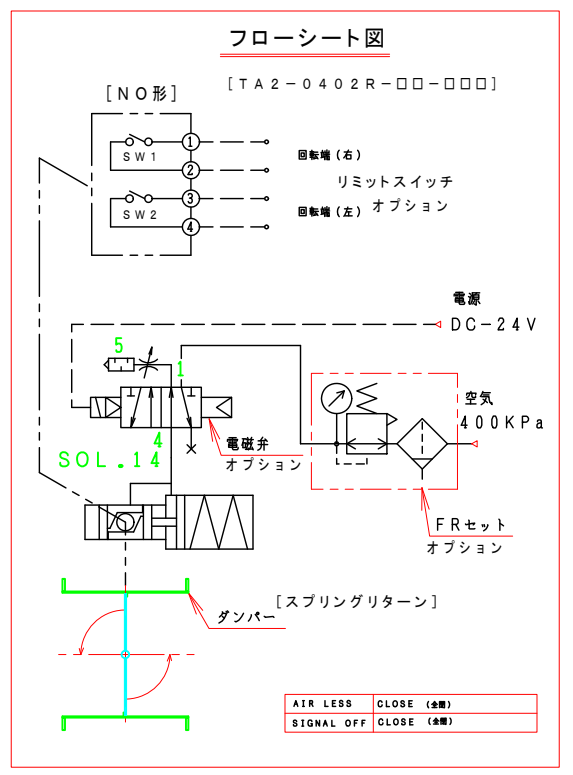 フローシート図
[TA2-0402R-□□-□□□]
[NO形]
1
SW1
2
回転端(右)
リミットスイッチ
3
SW2
オプション
回転端(左)
4
電源
DC-24V
5
1
空気
400KPa
4
電磁弁
SOL.14
オプション
FRセット
オプション
[スプリングリターン]
ダンパー
AIR LESS CLOSE (全閉)
SIGNAL OFF CLOSE (全閉)